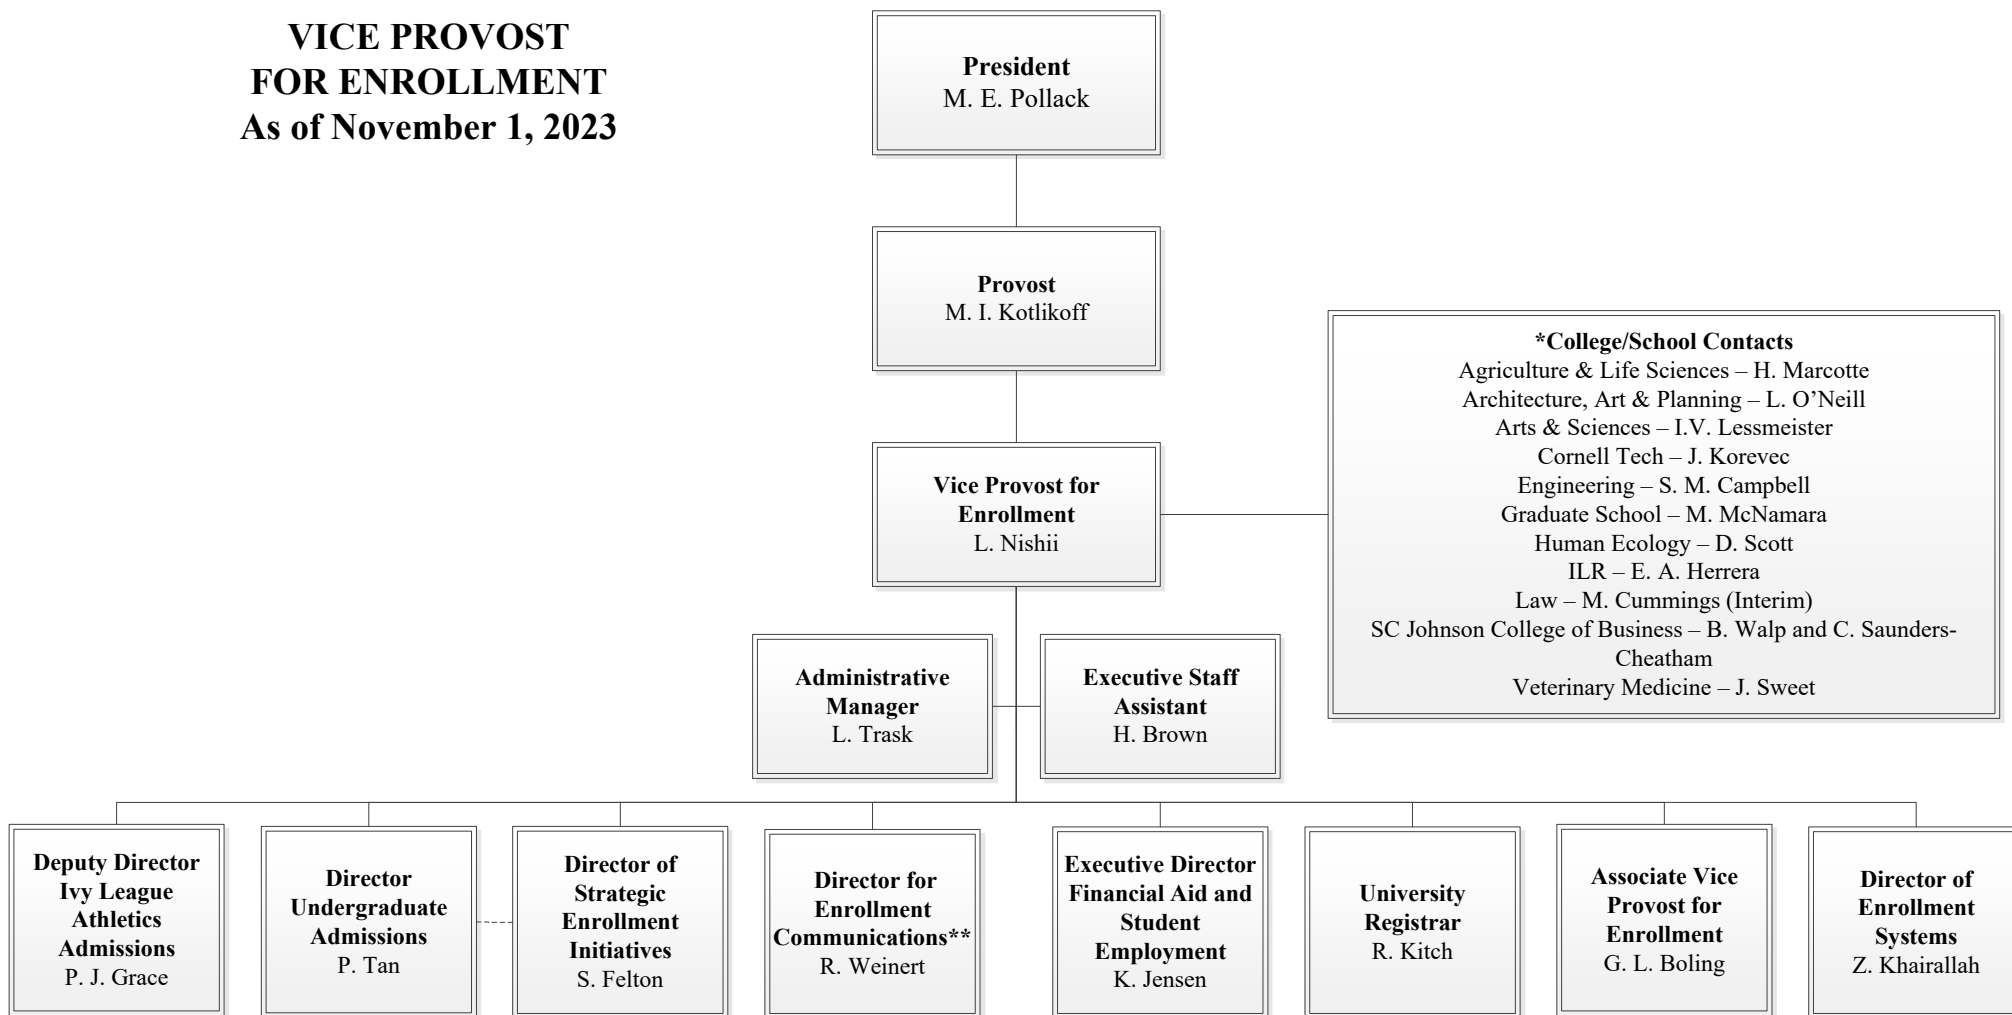 VICE PROVOST
FOR ENROLLMENT
As of November 1, 2023
President
M. E. Pollack
Provost
M. I. Kotlikoff
Vice Provost for
Enrollment
L. Nishii
*College/School Contacts
Agriculture & Life Sciences – H. Marcotte
Architecture, Art & Planning – L. O’Neill
Arts & Sciences – I.V. Lessmeister
Cornell Tech – J. Korevec
Engineering – S. M. Campbell
Graduate School – M. McNamara
Human Ecology – D. Scott
ILR – E. A. Herrera
Law – M. Cummings (Interim)
SC Johnson College of Business – B. Walp and C. Saunders-
Cheatham
Veterinary Medicine – J. Sweet
Administrative
Manager
L. Trask
Executive Staff
Assistant
H. Brown
Deputy Director
Ivy League
Athletics
Admissions
P. J. Grace
Director
Undergraduate
Admissions
P. Tan
Director of
Strategic
Enrollment
Initiatives
S. Felton
Director for
Enrollment
Communications**
R. Weinert
Executive Director
Financial Aid and
Student
Employment
K. Jensen
University
Registrar
R. Kitch
Associate Vice
Provost for
Enrollment
G. L. Boling
Director of
Enrollment
Systems
Z. Khairallah